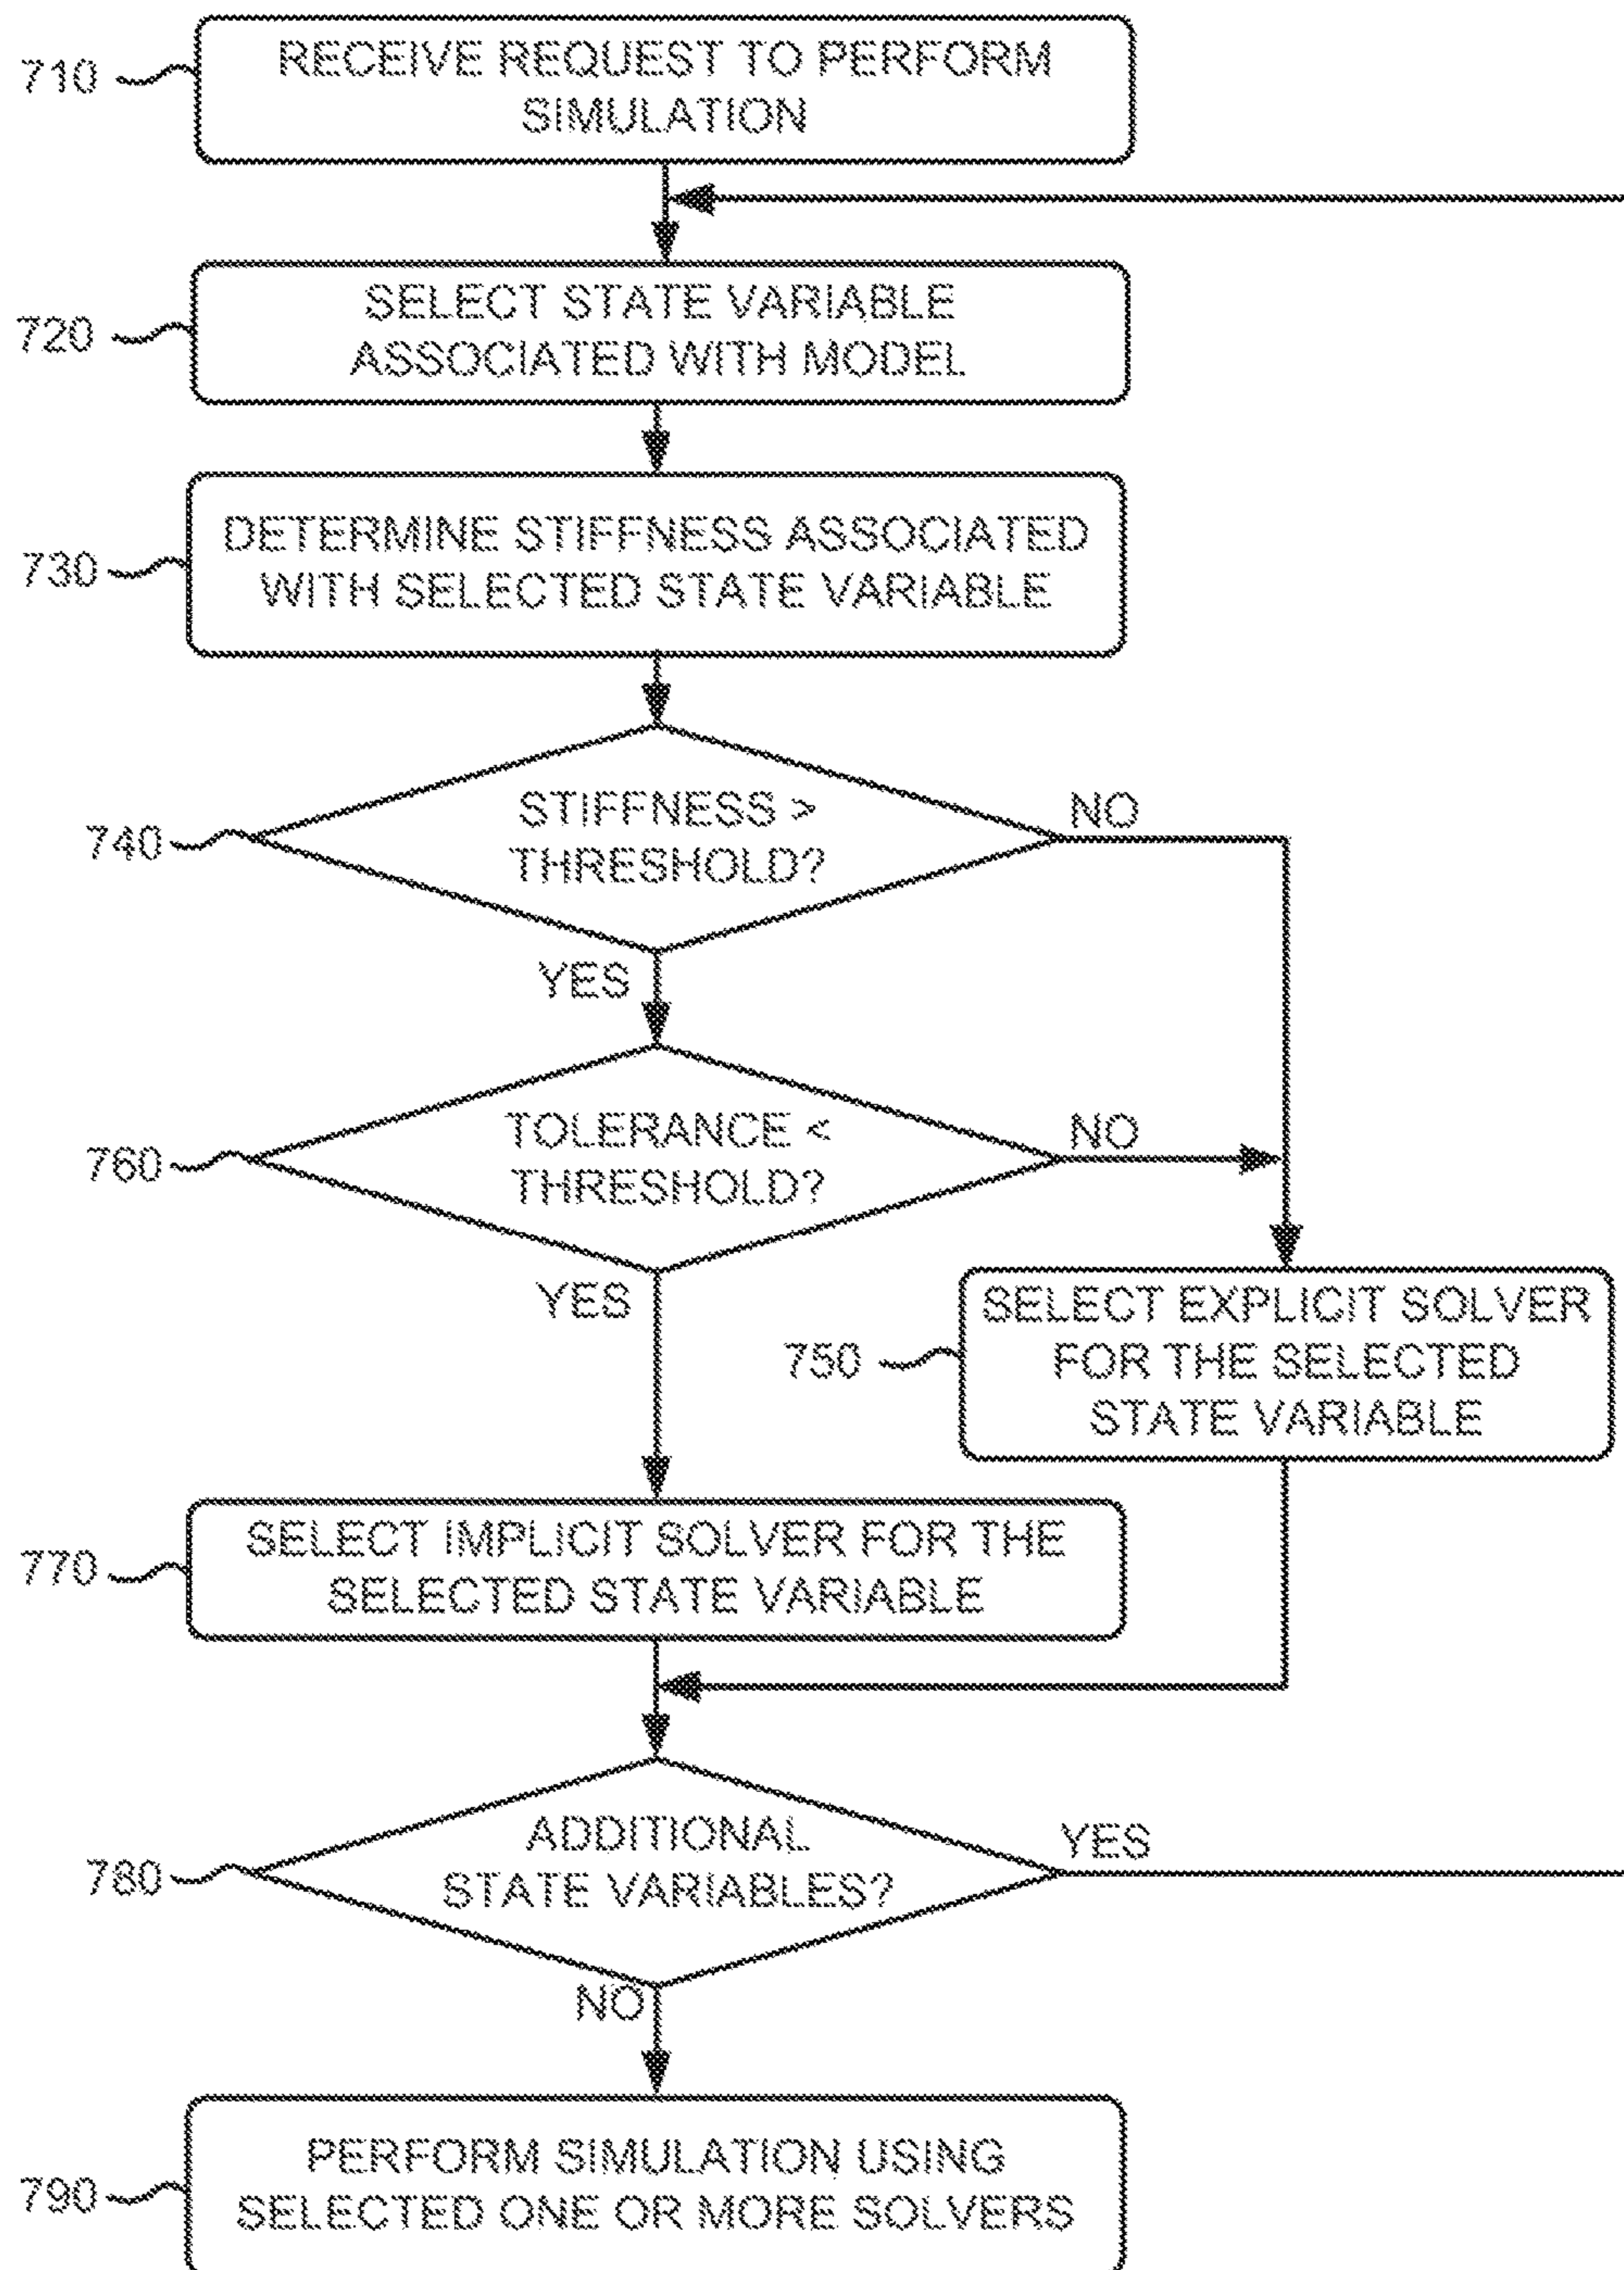 710
RECEIVE REQUEST TO PERFORM
SIMULATION
720
SELECT STATE VARIABLE
ASSOCIATED WITH MODEL
730
DETERMINE STIFFNESS ASSOCIATED
WITH SELECTED STATE VARIABLE
740
STIFFNESS >
THRESHOLD?
NO
YES
760
TOLERANCE <
THRESHOLD?
NO
YES
750
SELECT EXPLICIT SOLVER
FOR THE SELECTED
STATE VARIABLE
770
SELECT IMPLICIT SOLVER FOR THE
SELECTED STATE VARIABLE
780
ADDITIONAL
STATE VARIABLES?
YES
NO
790
PERFORM SIMULATION USING
SELECTED ONE OR MORE SOLVERS